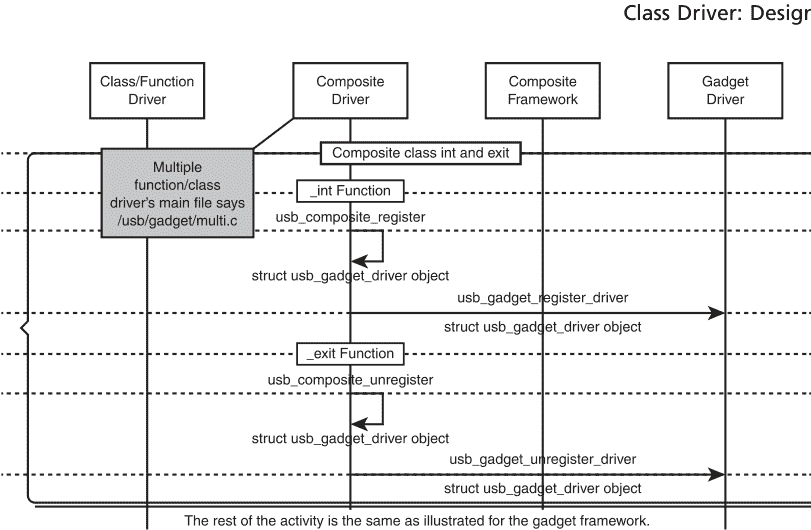 Class Driver: Desig
Class/Function
Driver
Composite
Driver
Composite
Framework
Gadget
Driver
Multiple
function/class
driver's main file says
/usb/gadget/multi.c
Composite class int and exit
_int Function
usb_composite_register
struct usb_gadget_driver object
usb_gadget_register_driver
struct usb_gadget_driver object
_exit Function
usb_composite_unregister
struct usb_gadget_driver object
usb_gadget_unregister_driver
struct usb_gadget_driver object
The rest of the activity is the same as illustrated for the gadget framework.